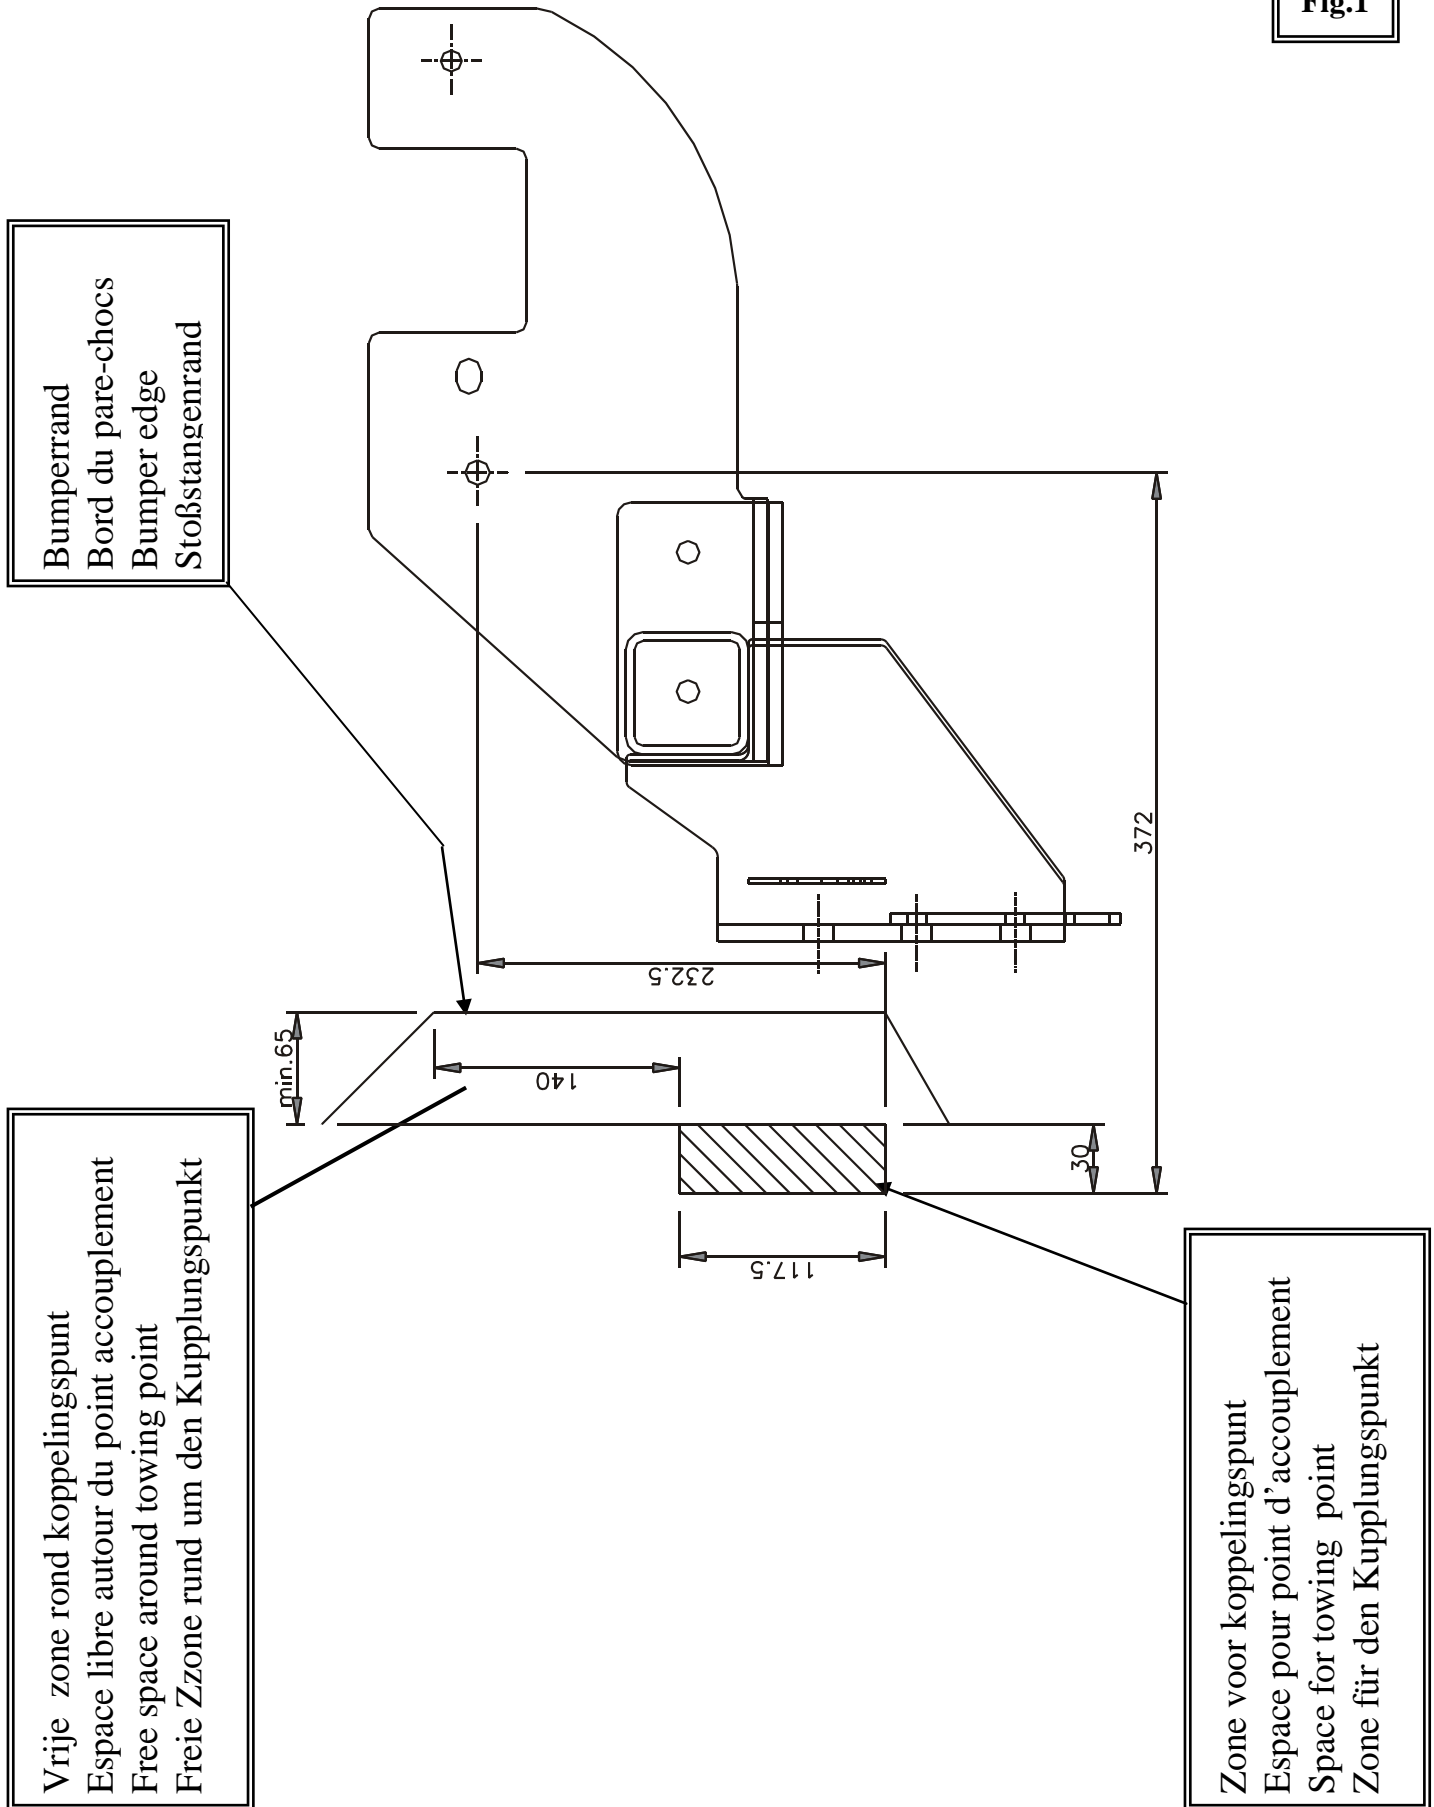 Fig.1
Bumperrand
Bord du pare-chocs
Bumper edge
Stoßstangenrand
Vrije zone rond koppelingspunt
Espace libre autour du point accouplement
Free space around towing point
Freie Zzone rund um den Kupplungspunkt
min.65
140
232.5
117.5
30
372
Zone voor koppelingspunt
Espace pour point d’accouplement
Space for towing point
Zone für den Kupplungspunkt